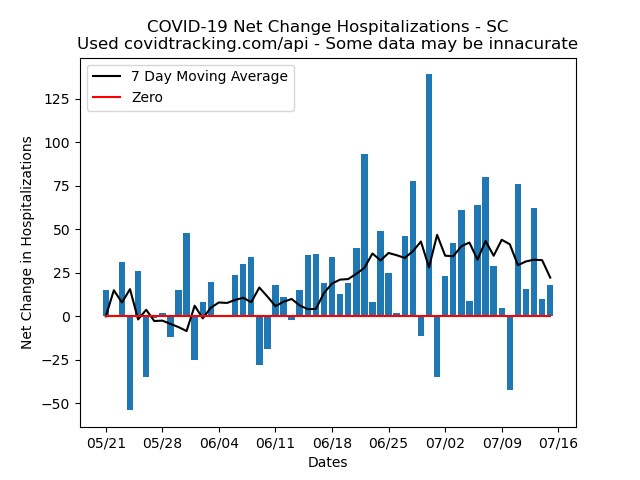 COVID-19 Net Change Hospitalizations - SC
Used covidtracking.com/api - Some data may be innacurate
7 Day Moving Average
Zero
Net Change in Hospitalizations
125
100
75
50
25
0
−25
−50
05/21 05/28 06/04 06/11 06/18 06/25 07/02 07/09 07/16
Dates